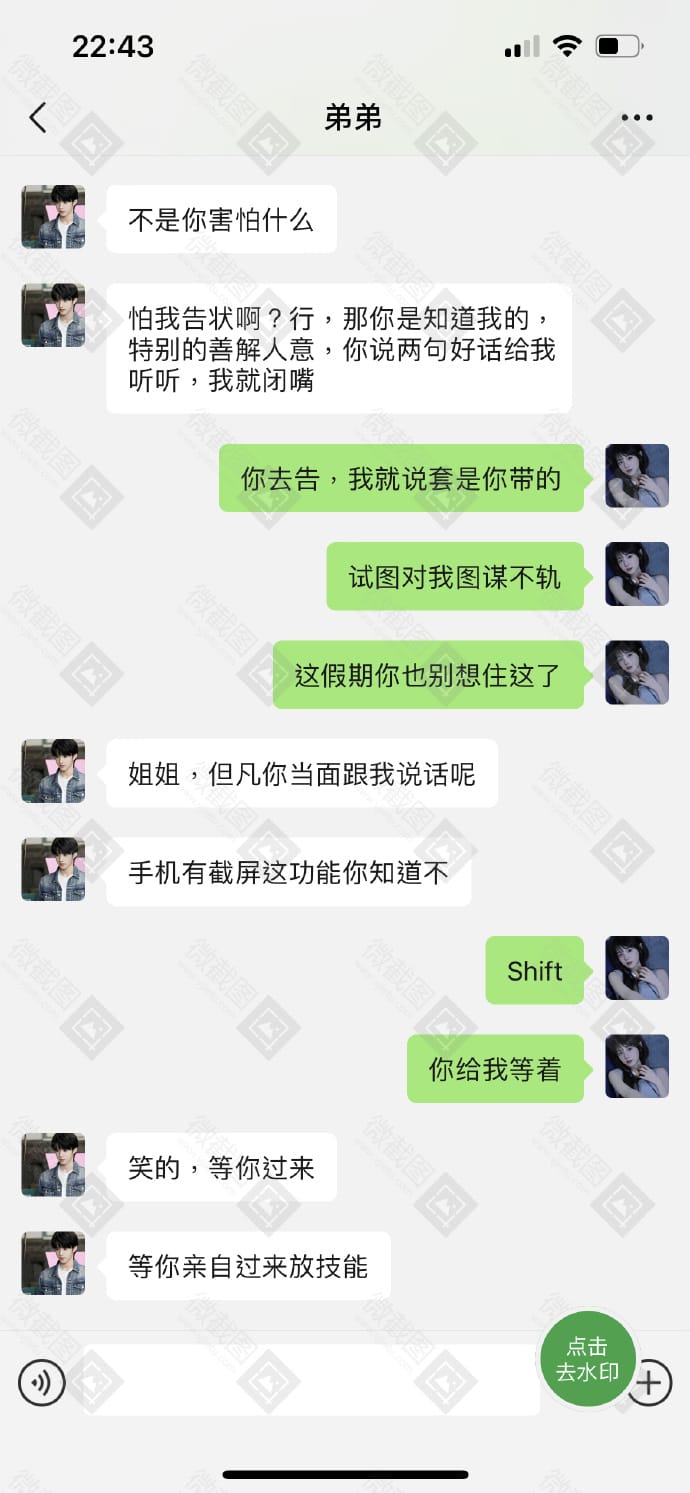 22:43
弟弟
不是你害怕什么
怕我告状啊？行，那你是知道我的，
特别的善解人意，你说两句好话给我
听听，我就闭嘴
你去告，我就说套是你带的
试图对我图谋不轨
这假期你也别想住这了
姐姐，但凡你当面跟我说话呢
手机有截屏这功能你知道不
Shift
你给我等着
笑的，等你过来
等你亲自过来放技能
点击
去水印
微截图